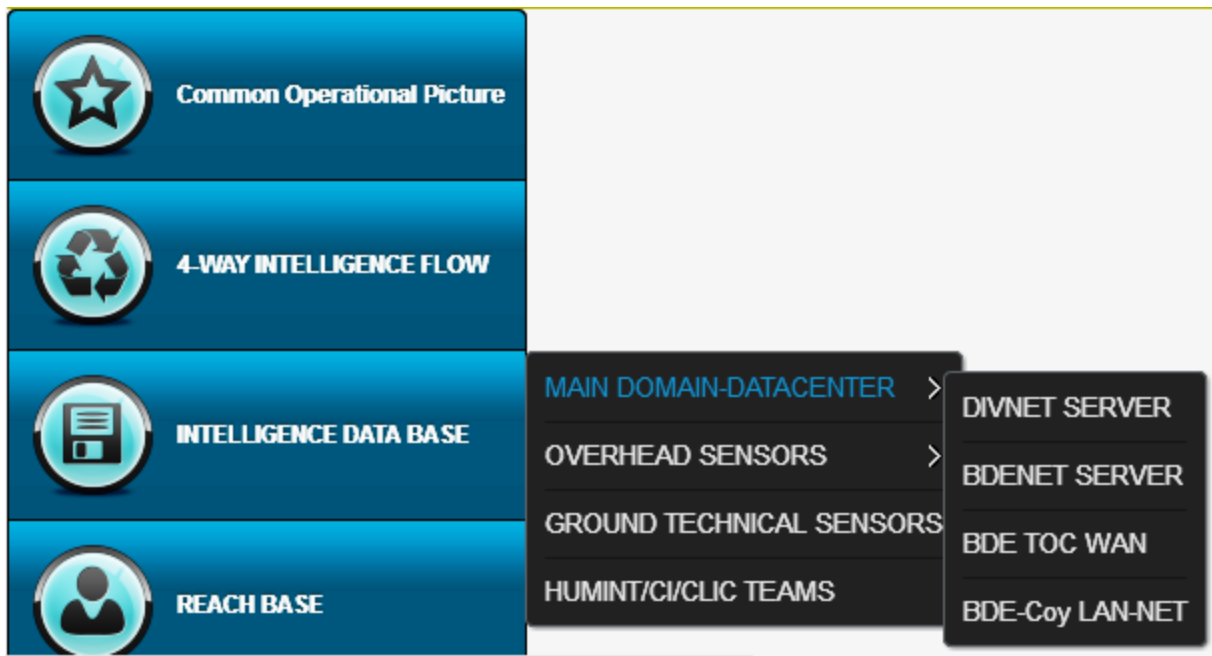 Common Operational Picture
4-WAY INTELLIGENCE FLOW
INTELLIGENCE DATA BASE
REACH BASE
MAIN DOMAIN-DATACENTER
OVERHEAD SENSORS
GROUND TECHNICAL SENSORS
HUMINT/CI/CLIC TEAMS
DIVNET SERVER
BDENET SERVER
BDE TOC WAN
BDE-Coy LAN-NET